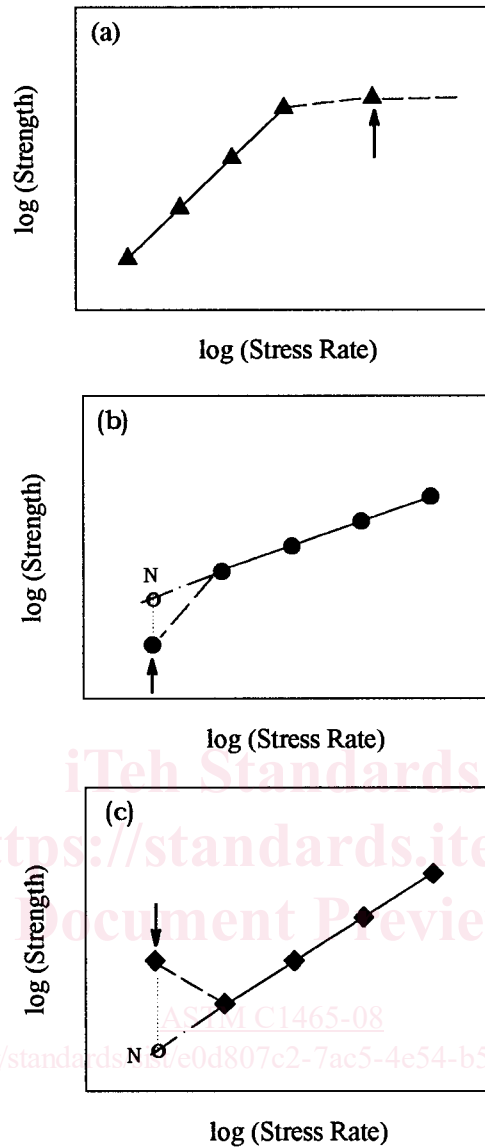 (a)
log (Strength)
log (Stress Rate)
(b)
N
log (Strength)
log (Stress Rate)
iTeh Standards
ttps://standards.ite
Document Previe
(c)
log (Strength)
N
ASTM C1465-08
/standards/sist/e0d807c2-7ac5-4e54-b5
log (Stress Rate)